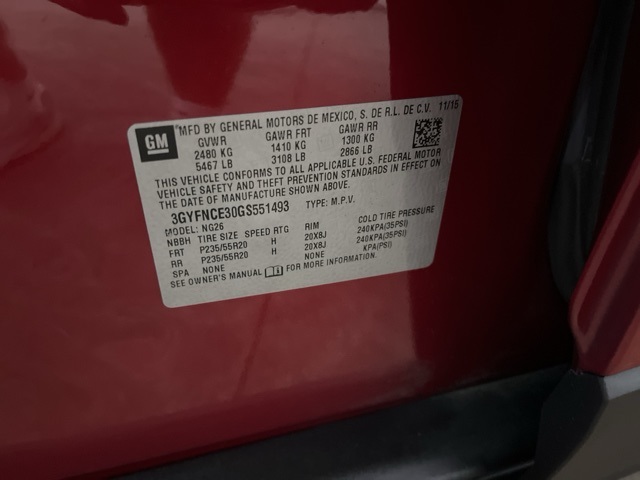 GM
*MFD BY GENERAL MOTORS DE MEXICO, S. DE R.L. DE C.V. 11/15
GVWR GAWR FRT GAWR RR
2480 KG 1410 KG 1300 KG
5467 LB 3108 LB 2866 LB
THIS VEHICLE CONFORMS TO ALL APPLICABLE U.S. FEDERAL MOTOR
VEHICLE SAFETY AND THEFT PREVENTION STANDARDS IN EFFECT ON
THE DATE OF MANUFACTURE SHOWN ABOVE.
3GYFNCE30GS551493 TYPE: M.P.V.
MODEL: NG26
NBBH TIRE SIZE SPEED RTG RIM COLD TIRE PRESSURE
FRT P235/55R20 H 20X8J 240KPA(35PSI)
RR P235/55R20 H 20X8J 240KPA(35PSI)
SPA NONE NONE KPA(PSI)
SEE OWNER'S MANUAL FOR MORE INFORMATION.